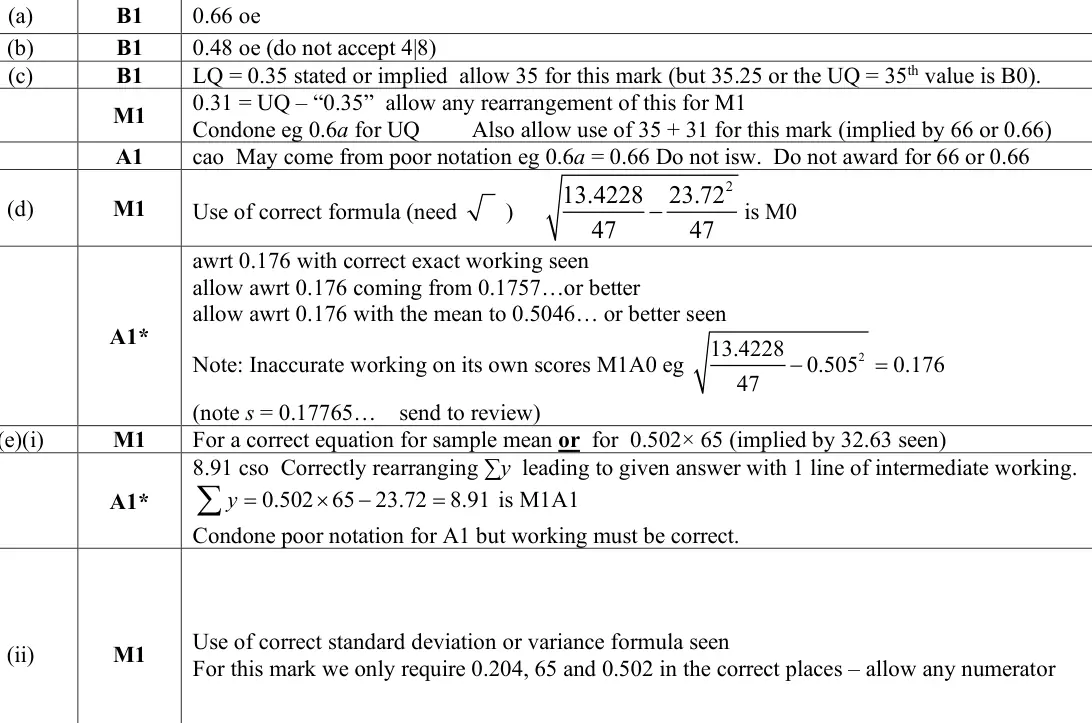 (a) B1 0.66 oe
(b) B1 0.48 oe (do not accept 4|8)
(c) B1 LQ = 0.35 stated or implied allow 35 for this mark (but 35.25 or the UQ = 35th value is B0).
M1 0.31 = UQ – “0.35” allow any rearrangement of this for M1
Condone eg 0.6a for UQ Also allow use of 35 + 31 for this mark (implied by 66 or 0.66)
A1 cao May come from poor notation eg 0.6a = 0.66 Do not isw. Do not award for 66 or 0.66
(d) M1 Use of correct formula (need √ ) √(13.4228/47 − 23.72²/47) is M0
awrt 0.176 with correct exact working seen
allow awrt 0.176 coming from 0.1757…or better
allow awrt 0.176 with the mean to 0.5046… or better seen
A1* Note: Inaccurate working on its own scores M1A0 eg √(13.4228/47 − 0.505²) = 0.176
(note s = 0.17765… send to review)
(e)(i) M1 For a correct equation for sample mean or for 0.502× 65 (implied by 32.63 seen)
8.91 cso Correctly rearranging ∑y leading to given answer with 1 line of intermediate working.
A1* ∑ y = 0.502 × 65 − 23.72 = 8.91 is M1A1
Condone poor notation for A1 but working must be correct.
(ii) M1 Use of correct standard deviation or variance formula seen
For this mark we only require 0.204, 65 and 0.502 in the correct places – allow any numerator